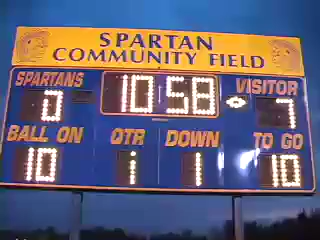 SPARTAN
COMMUNITY FIELD
SPARTANS VISITOR
0 10 58 7
BALL ON QTR DOWN TO GO
10 1 1 10